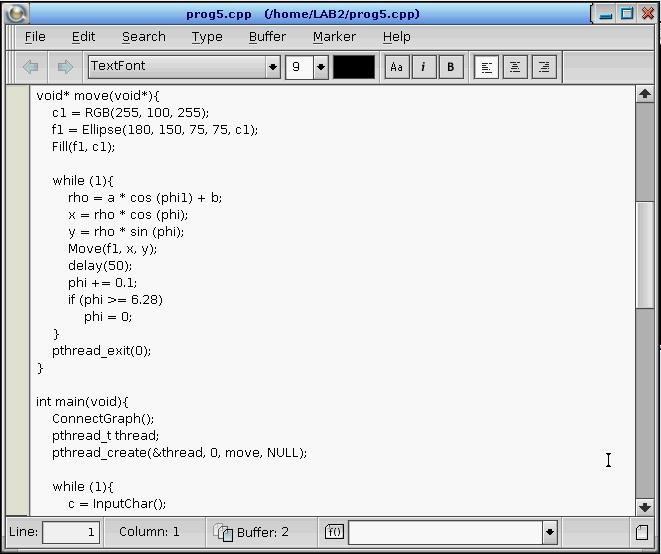 prog5.cpp (/home/LAB2/prog5.cpp)
File Edit Search Type Buffer Marker Help
TextFont 9 Aa i B
void* move(void*){
c1 = RGB(255, 100, 255);
f1 = Ellipse(180, 150, 75, 75, c1);
Fill(f1, c1);
while (1){
rho = a * cos (phi1) + b;
x = rho * cos (phi);
y = rho * sin (phi);
Move(f1, x, y);
delay(50);
phi += 0.1;
if (phi >= 6.28)
phi = 0;
}
pthread_exit(0);
}
int main(void){
ConnectGraph();
pthread_t thread;
pthread_create(&thread, 0, move, NULL);
while (1){
c = InputChar();
Line: 1 Column: 1 Buffer: 2 f()